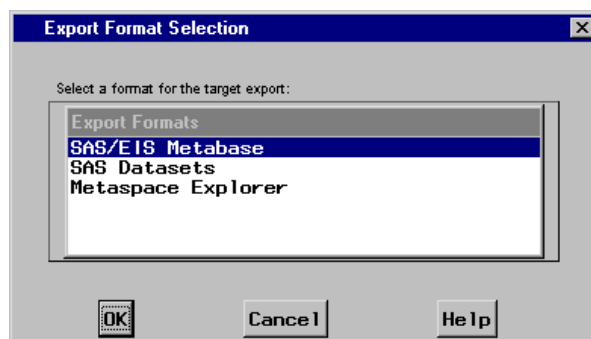 Export Format Selection
Select a format for the target export:
Export Formats
SAS/EIS Metabase
SAS Datasets
Metaspace Explorer
OK Cancel Help